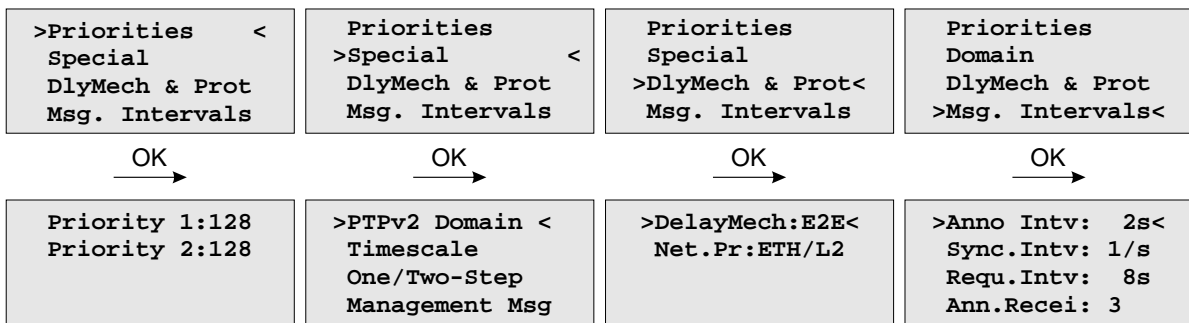 >Priorities <
Special
DlyMech & Prot
Msg. Intervals
Priorities
>Special <
DlyMech & Prot
Msg. Intervals
Priorities
Special
>DlyMech & Prot<
Msg. Intervals
Priorities
Domain
DlyMech & Prot
>Msg. Intervals<
OK
OK
OK
OK
Priority 1:128
Priority 2:128
>PTPv2 Domain <
Timescale
One/Two-Step
Management Msg
>DelayMech:E2E<
Net.Pr:ETH/L2
>Anno Intv: 2s<
Sync.Intv: 1/s
Requ.Intv: 8s
Ann.Recei: 3